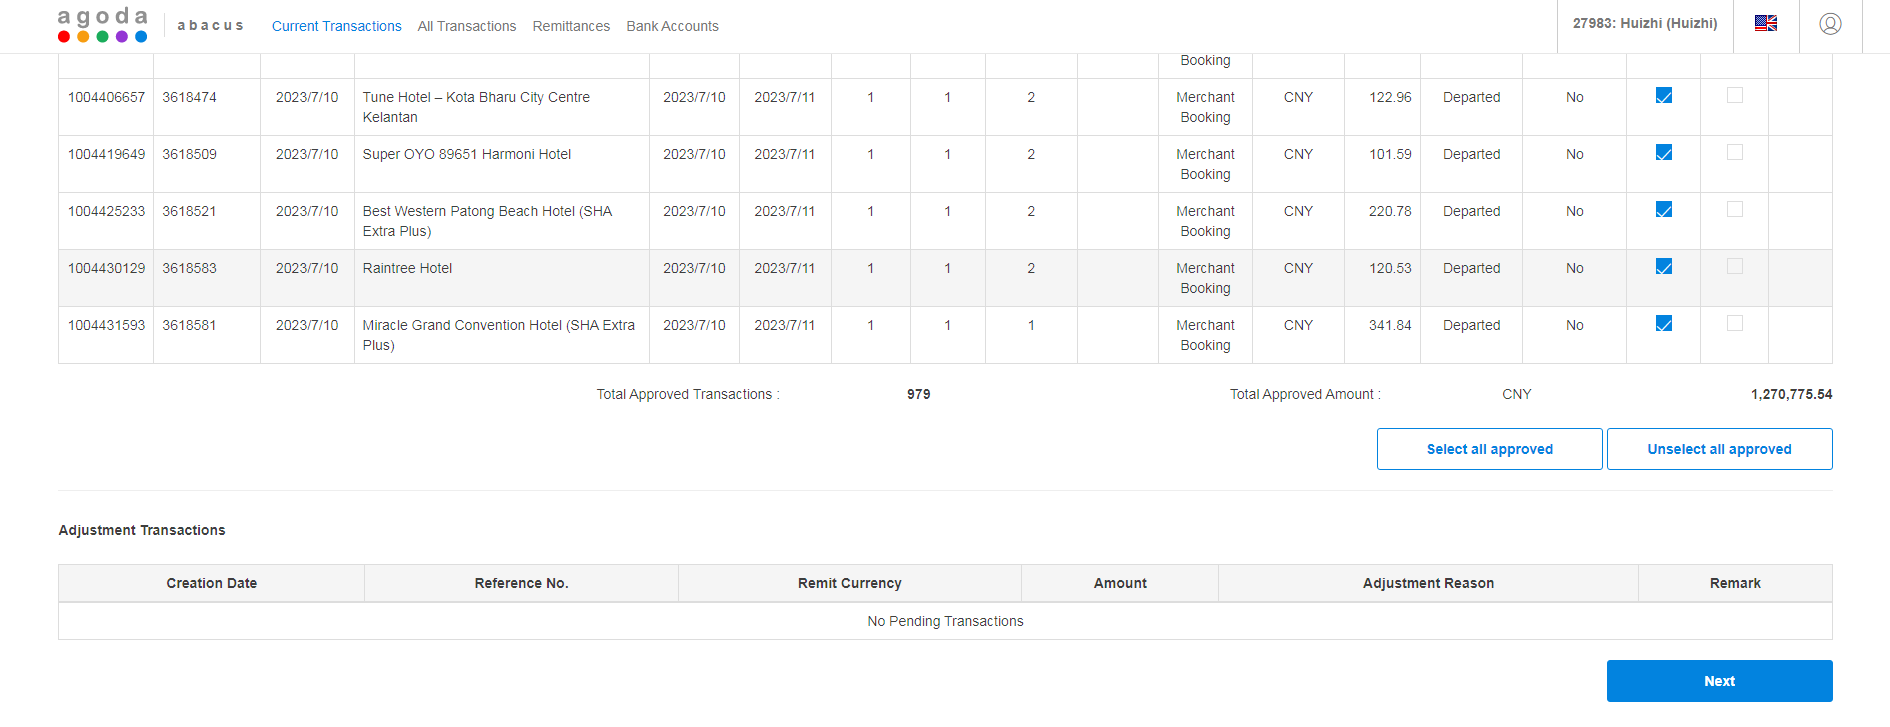 agoda abacus Current Transactions All Transactions Remittances Bank Accounts 27983: Huizhi (Huizhi)
Booking
1004406657 3618474 2023/7/10 Tune Hotel – Kota Bharu City Centre 2023/7/10 2023/7/11 1 1 2 Merchant CNY 122.96 Departed No
Kelantan Booking
1004419649 3618509 2023/7/10 Super OYO 89651 Harmoni Hotel 2023/7/10 2023/7/11 1 1 2 Merchant CNY 101.59 Departed No
Booking
1004425233 3618521 2023/7/10 Best Western Patong Beach Hotel (SHA 2023/7/10 2023/7/11 1 1 2 Merchant CNY 220.78 Departed No
Extra Plus) Booking
1004430129 3618583 2023/7/10 Raintree Hotel 2023/7/10 2023/7/11 1 1 2 Merchant CNY 120.53 Departed No
Booking
1004431593 3618581 2023/7/10 Miracle Grand Convention Hotel (SHA Extra 2023/7/10 2023/7/11 1 1 1 Merchant CNY 341.84 Departed No
Plus) Booking
Total Approved Transactions : 979 Total Approved Amount : CNY 1,270,775.54
Select all approved Unselect all approved
Adjustment Transactions
Creation Date Reference No. Remit Currency Amount Adjustment Reason Remark
No Pending Transactions
Next